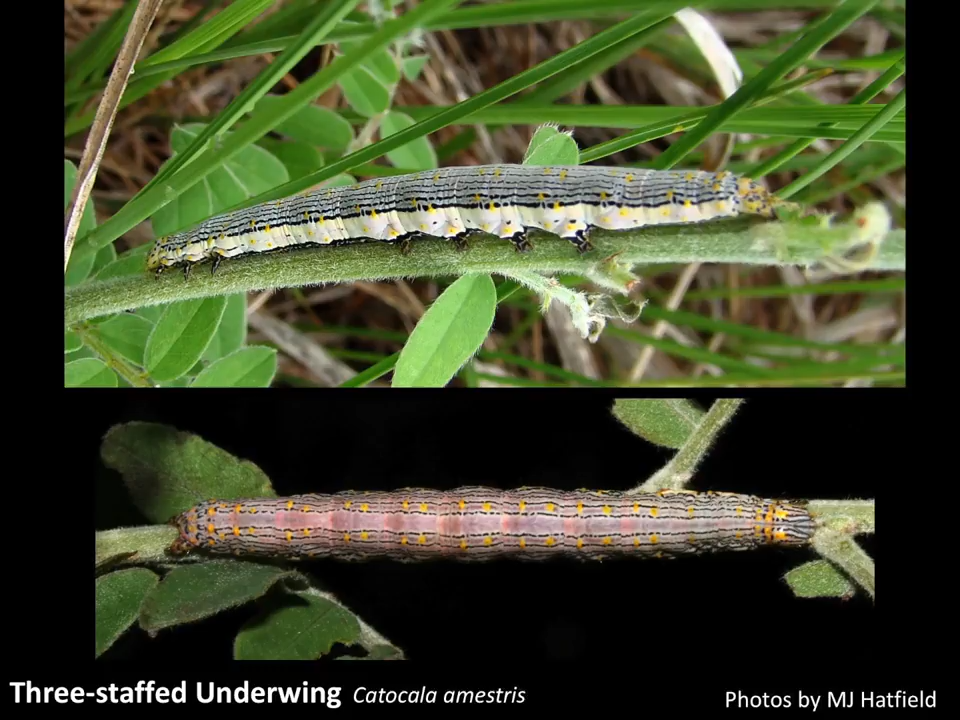 Three-staffed Underwing Catocala amestris
Photos by MJ Hatfield